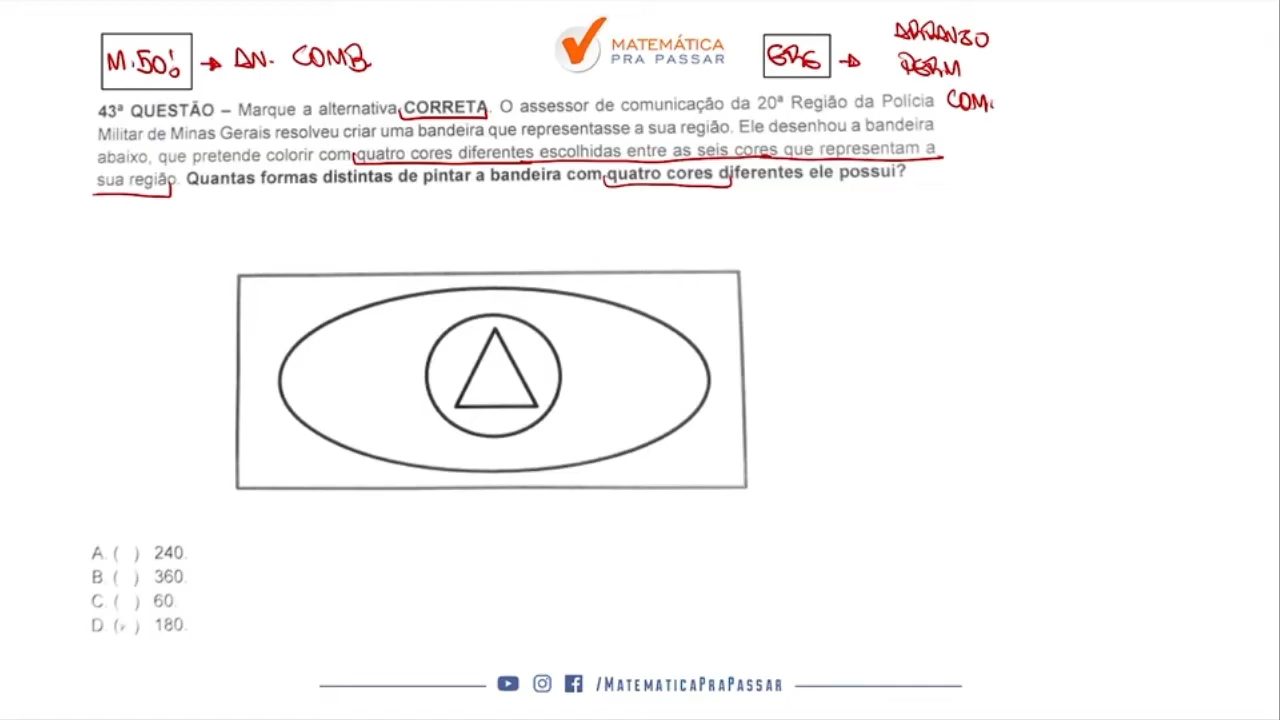 M.50% → AN. COMB
MATEMÁTICA
PRA PASSAR
→ ARRANJO
PERM
COM.
43ª QUESTÃO – Marque a alternativa CORRETA. O assessor de comunicação da 20ª Região da Polícia
Militar de Minas Gerais resolveu criar uma bandeira que representasse a sua região. Ele desenhou a bandeira
abaixo, que pretende colorir com quatro cores diferentes escolhidas entre as seis cores que representam a
sua região. Quantas formas distintas de pintar a bandeira com quatro cores diferentes ele possui?
A. ( ) 240.
B. ( ) 360.
C. ( ) 60.
D. ( ) 180.
/MATEMATICAPRAPASSAR